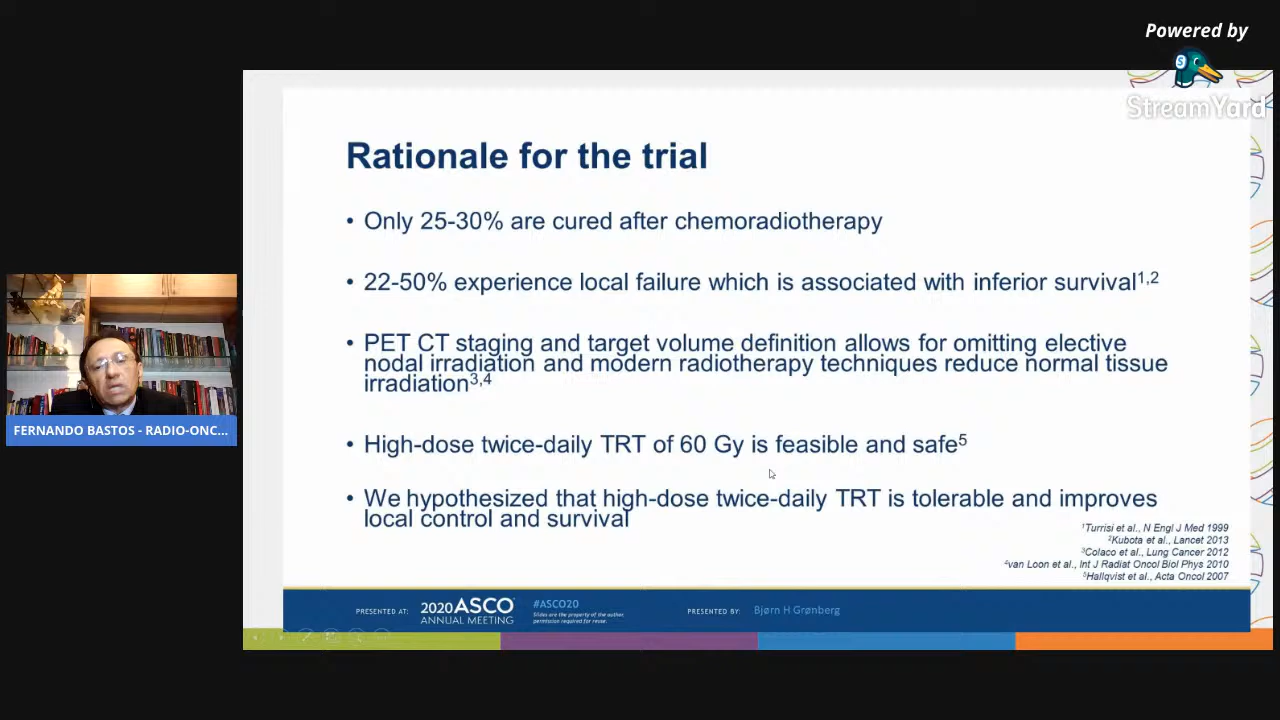 Powered by
StreamYard
Rationale for the trial
• Only 25-30% are cured after chemoradiotherapy
• 22-50% experience local failure which is associated with inferior survival1,2
• PET CT staging and target volume definition allows for omitting elective
nodal irradiation and modern radiotherapy techniques reduce normal tissue
irradiation3,4
• High-dose twice-daily TRT of 60 Gy is feasible and safe5
• We hypothesized that high-dose twice-daily TRT is tolerable and improves
local control and survival
1Turrisi et al., N Engl J Med 1999
2Kubota et al., Lancet 2013
3Colaco et al., Lung Cancer 2012
4van Loon et al., Int J Radiat Oncol Biol Phys 2010
5Hallqvist et al., Acta Oncol 2007
FERNANDO BASTOS - RADIO-ONC...
PRESENTED AT:
2020 ASCO
ANNUAL MEETING
#ASCO20
Slides are the property of the author,
permission required for reuse.
PRESENTED BY:
Bjørn H Grønberg